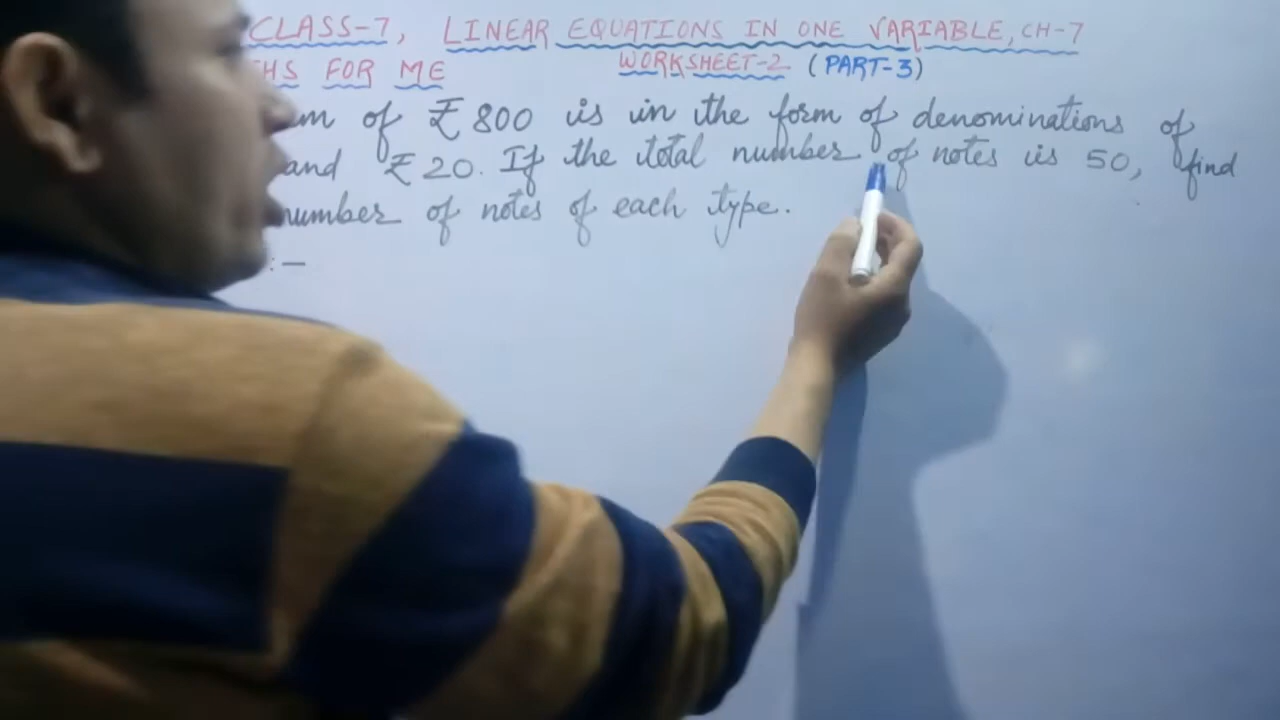 CLASS-7, LINEAR EQUATIONS IN ONE VARIABLE, CH-7
HS FOR ME WORKSHEET-2 (PART-3)
m of ₹800 is in the form of denominations of
and ₹20. If the total number of notes is 50, find
number of notes of each type.
:-